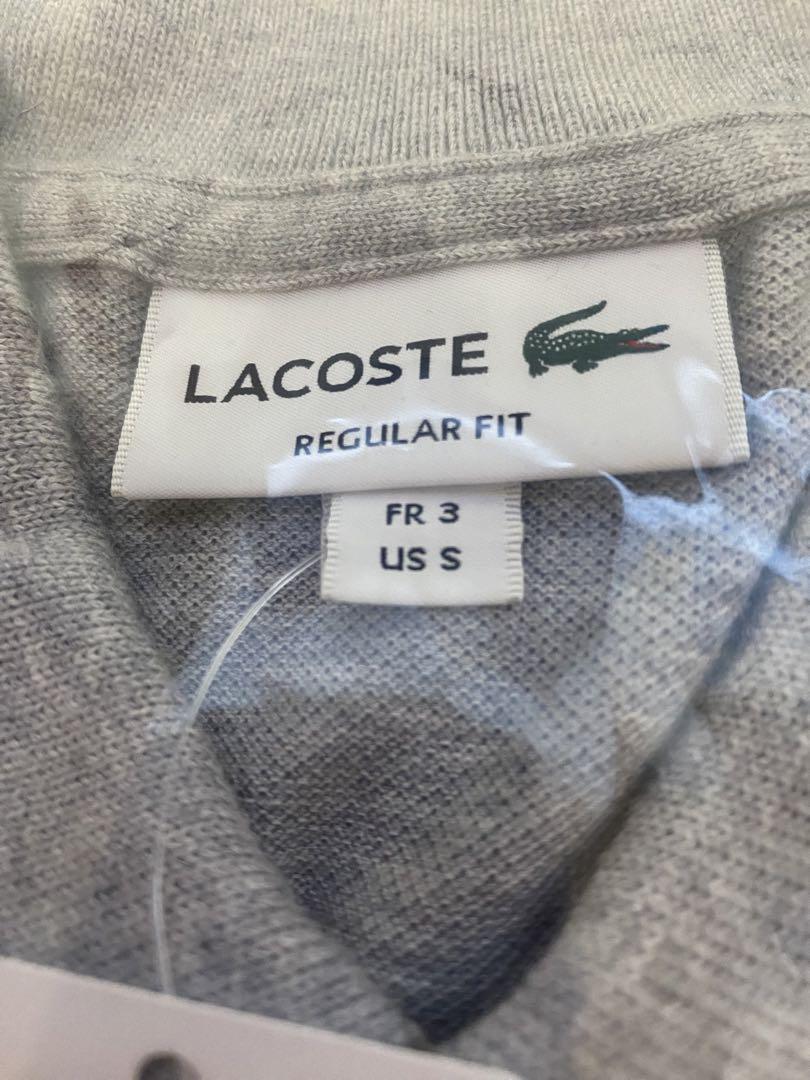 LACOSTE
REGULAR FIT
FR 3
US S